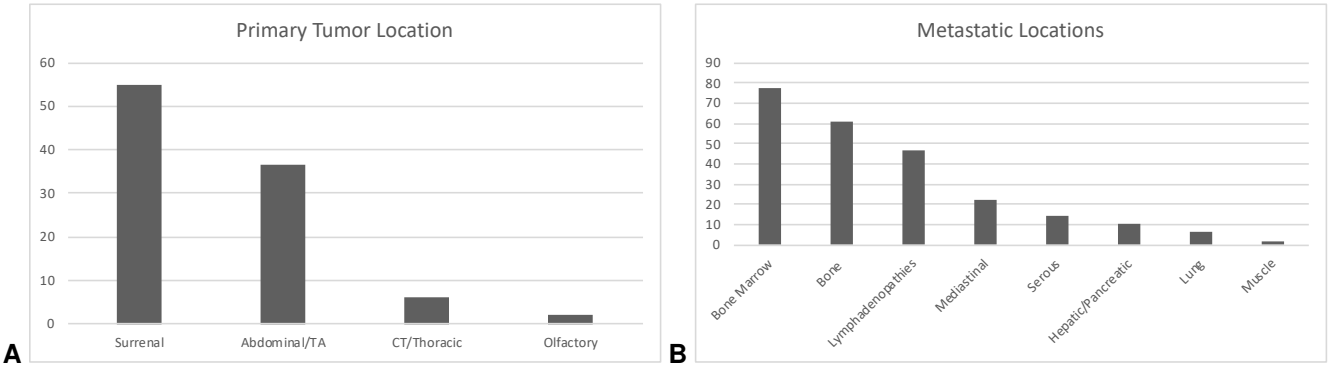 Primary Tumor Location
60
50
40
30
20
10
0
Surrenal
Abdominal/TA
CT/Thoracic
Olfactory
A
Metastatic Locations
90
80
70
60
50
40
30
20
10
0
Bone Marrow
Bone
Lymphadenopathies
Mediastinal
Serous
Hepatic/Pancreatic
Lung
Muscle
B